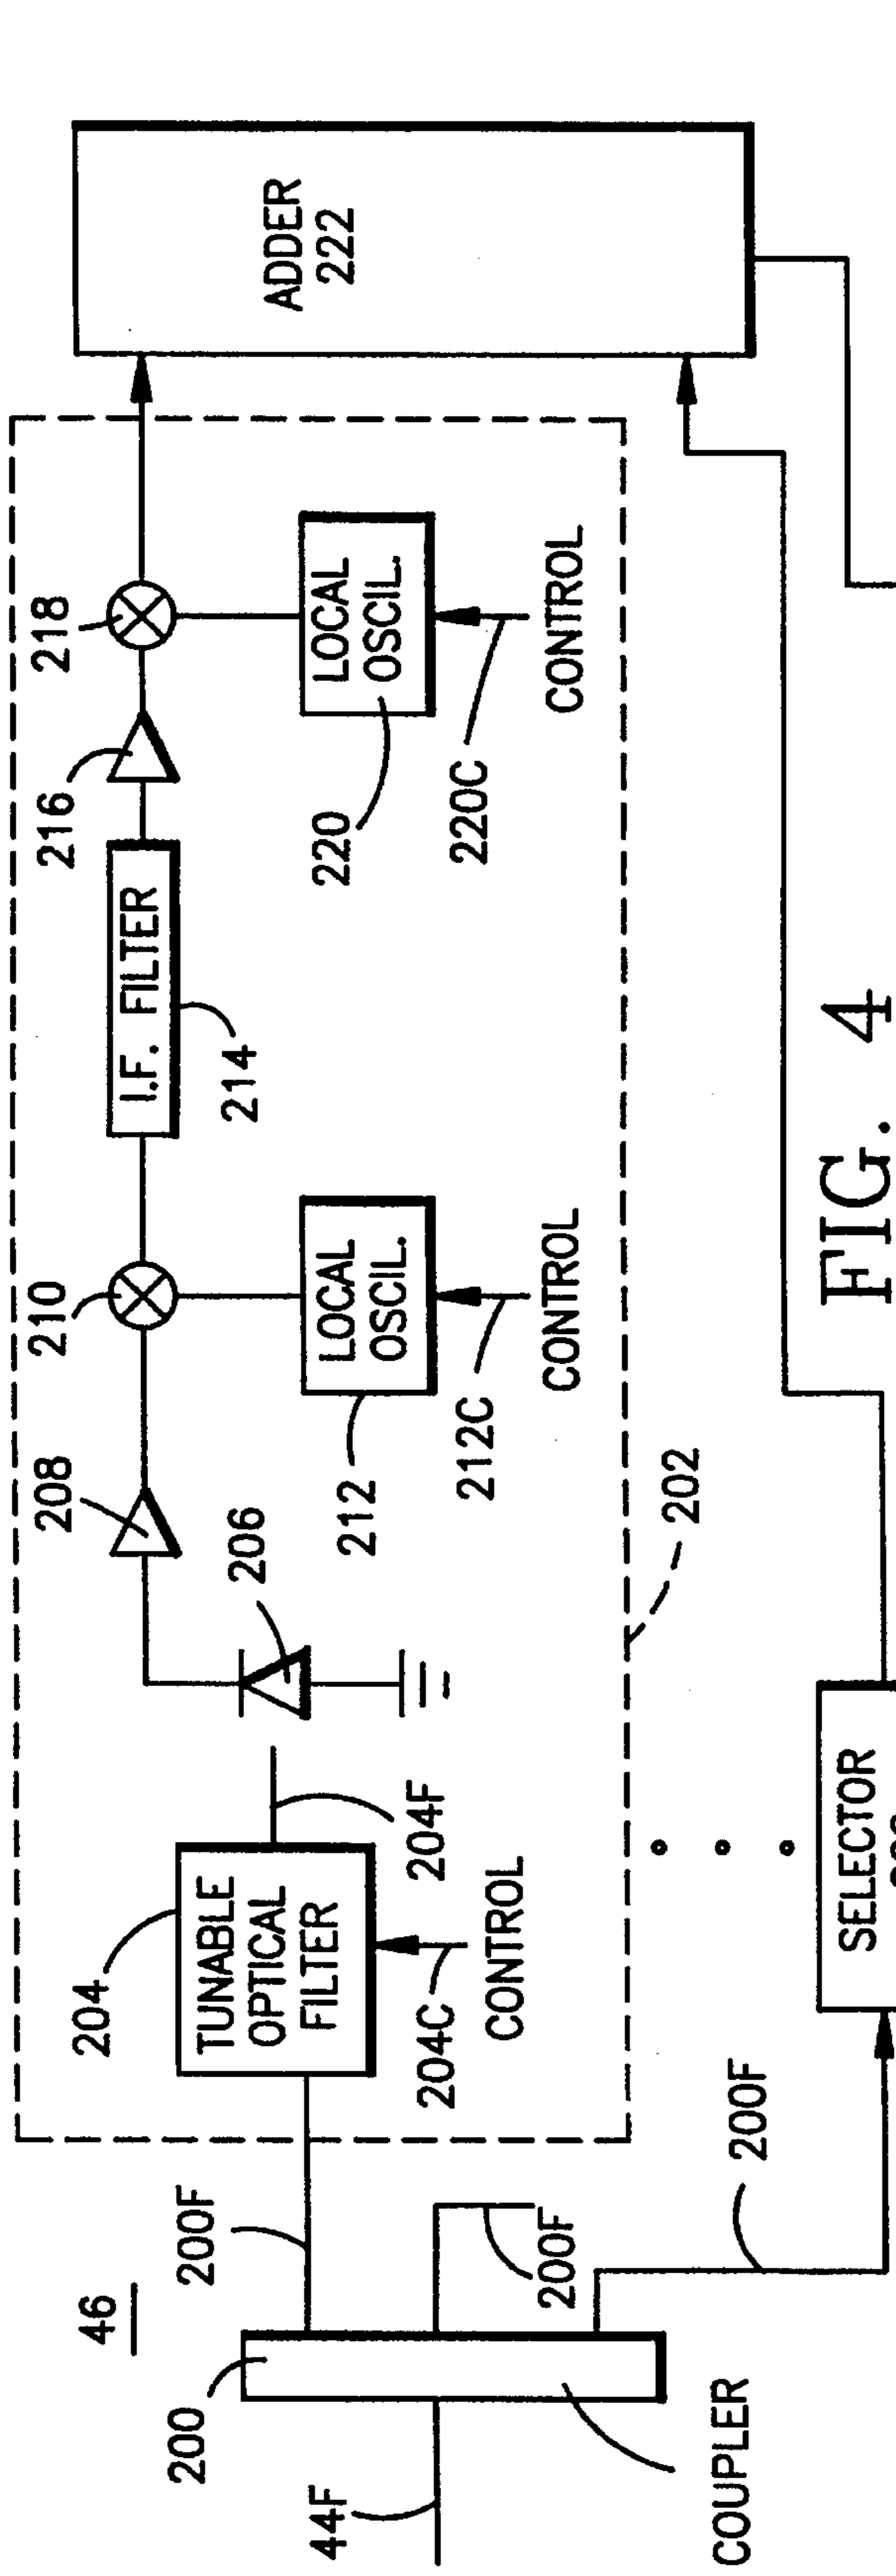 46
44F
200
COUPLER
200F
200F
200F
204
TUNABLE
OPTICAL
FILTER
204C
CONTROL
204F
206
208
210
LOCAL
OSCIL.
212
212C
CONTROL
I.F. FILTER
214
216
218
LOCAL
OSCIL.
220
220C
CONTROL
202
ADDER
222
SELECTOR
FIG. 4